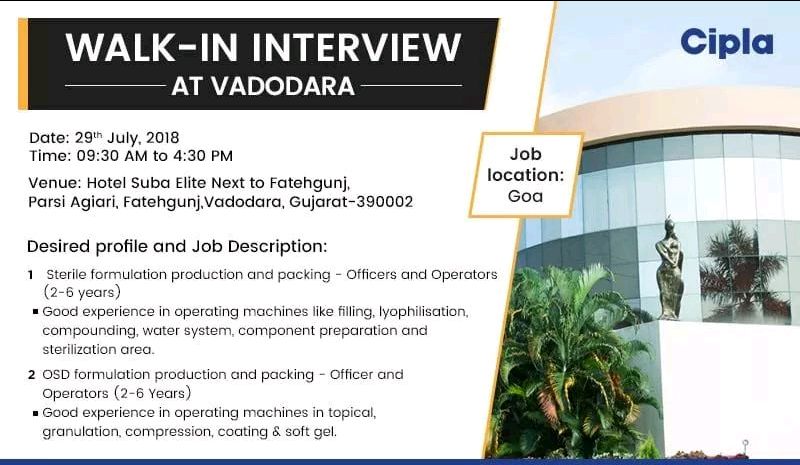 WALK-IN INTERVIEW
AT VADODARA
Cipla
Date: 29th July, 2018
Time: 09:30 AM to 4:30 PM
Venue: Hotel Suba Elite Next to Fatehgunj,
Parsi Agiari, Fatehgunj,Vadodara, Gujarat-390002
Job
location:
Goa
Desired profile and Job Description:
1 Sterile formulation production and packing - Officers and Operators
(2-6 years)
▪ Good experience in operating machines like filling, lyophilisation,
compounding, water system, component preparation and
sterilization area.
2 OSD formulation production and packing - Officer and
Operators (2-6 Years)
▪ Good experience in operating machines in topical,
granulation, compression, coating & soft gel.